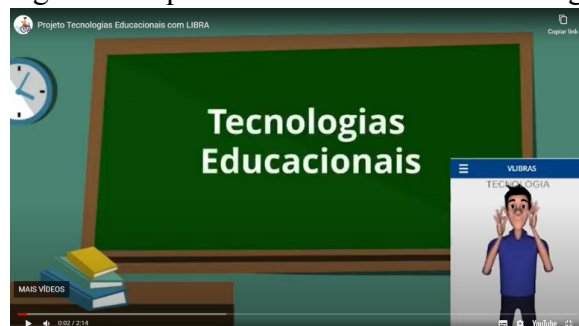 Projeto Tecnologias Educacionais com LIBRA
Copiar link
Tecnologias
Educacionais
VLIBRAS
TECNOLOGIA
MAIS VÍDEOS
0:02 / 2:14
YouTube